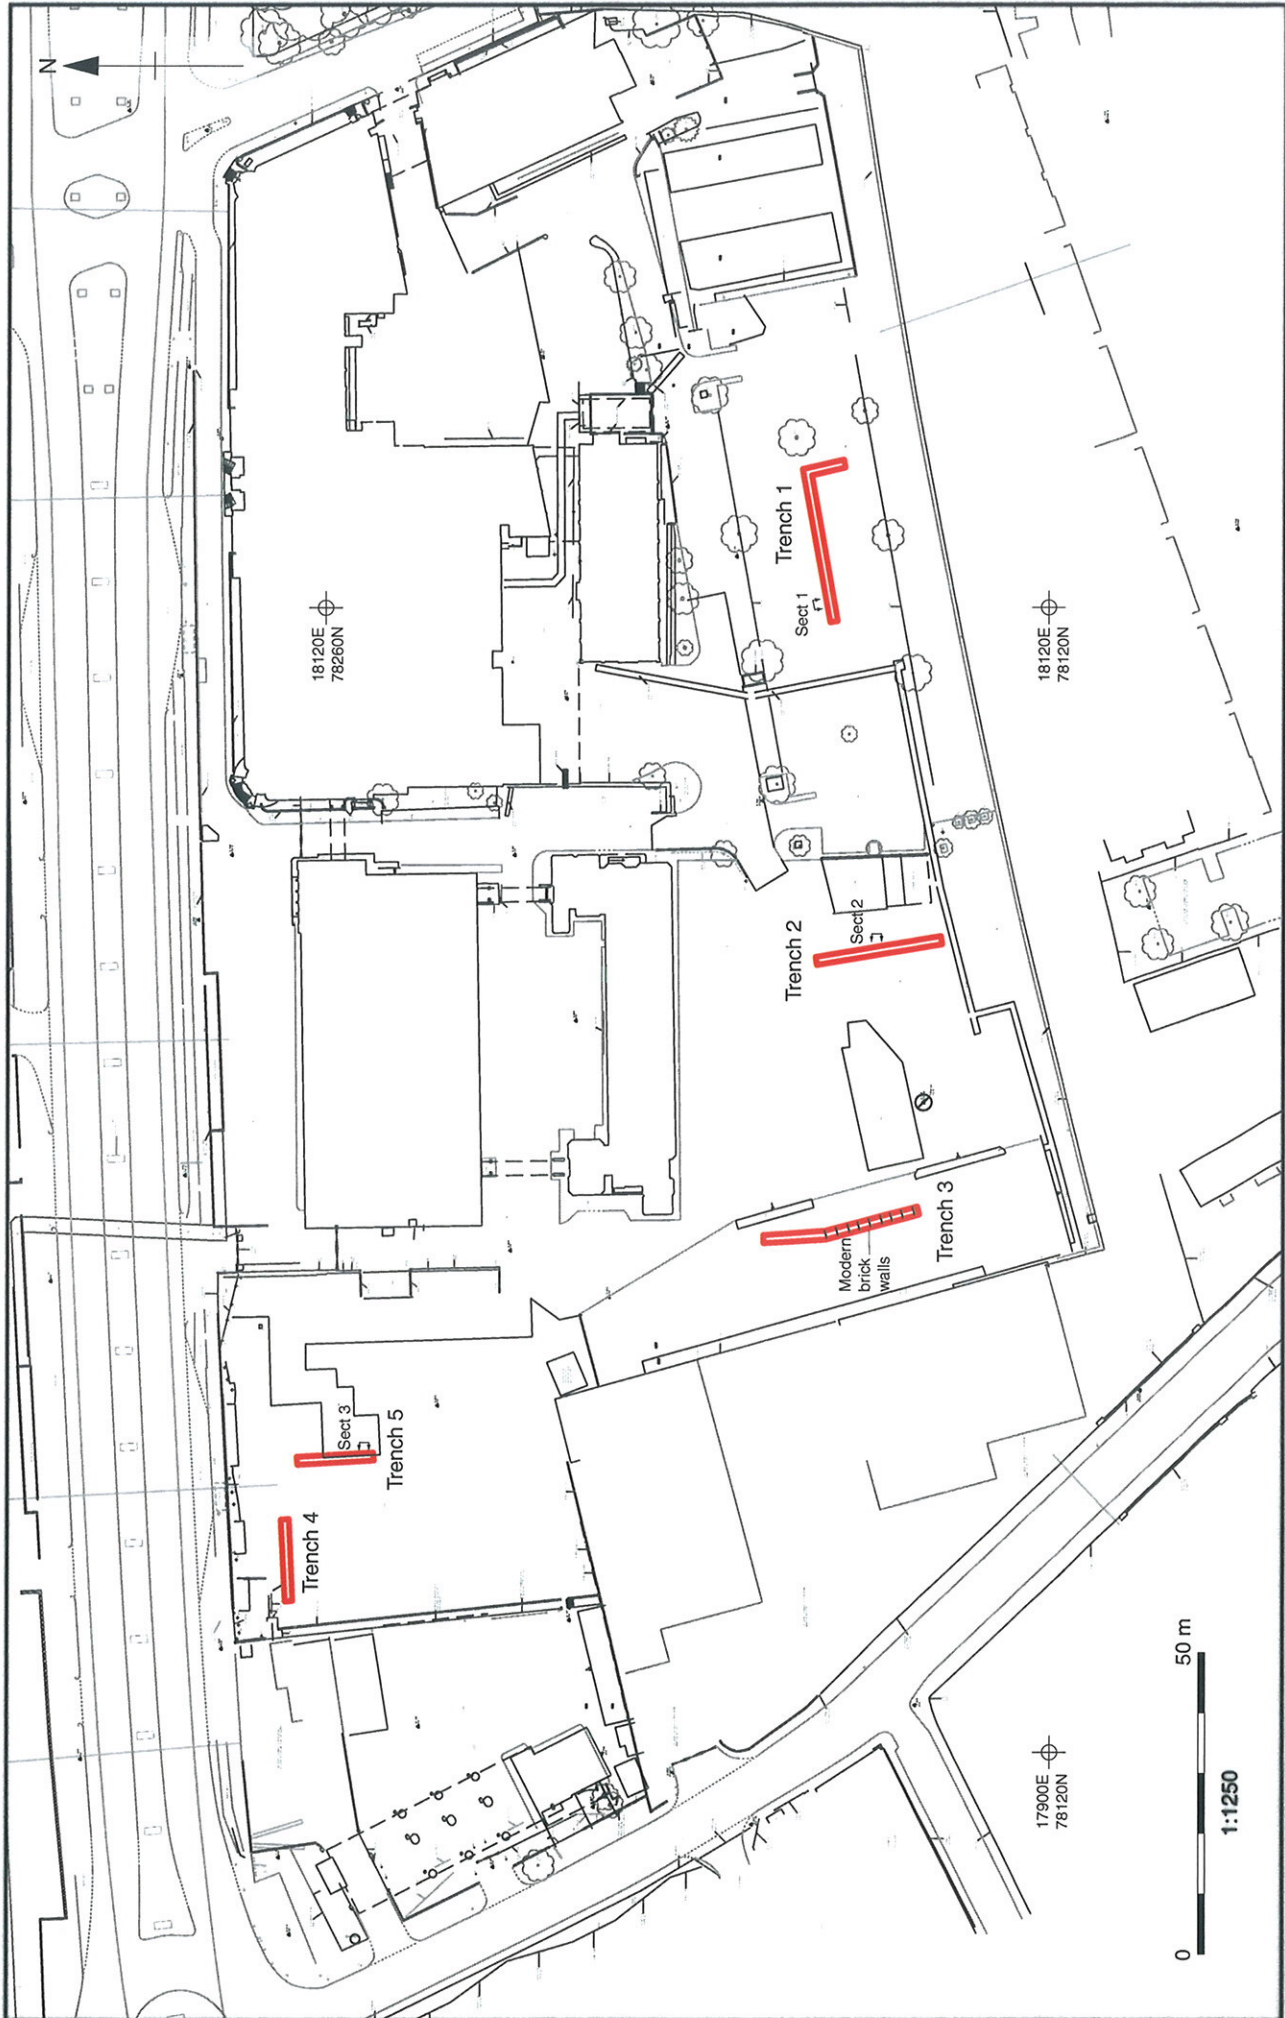 N
18120E
78260N
Trench 1
Sect 1
18120E
78120N
Trench 2
Sect 2
Trench 3
Modern
brick
walls
Sect 3
Trench 5
Trench 4
17900E
78120N
0
50 m
1:1250